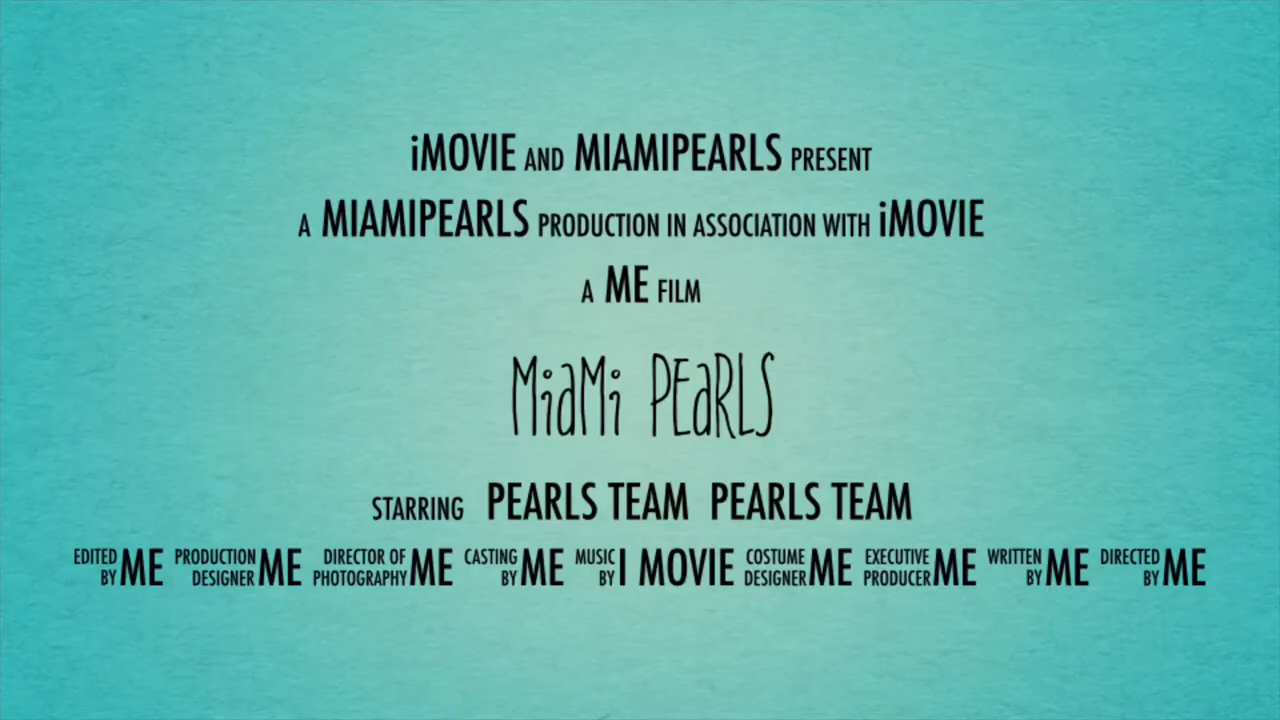 iMOVIE AND MIAMIPEARLS PRESENT
A MIAMIPEARLS PRODUCTION IN ASSOCIATION WITH iMOVIE
A ME FILM
MiaMi PEaRLS
STARRING PEARLS TEAM PEARLS TEAM
EDITED BY ME PRODUCTION DESIGNER ME DIRECTOR OF PHOTOGRAPHY ME CASTING BY ME MUSIC BY I MOVIE COSTUME DESIGNER ME EXECUTIVE PRODUCER ME WRITTEN BY ME DIRECTED BY ME